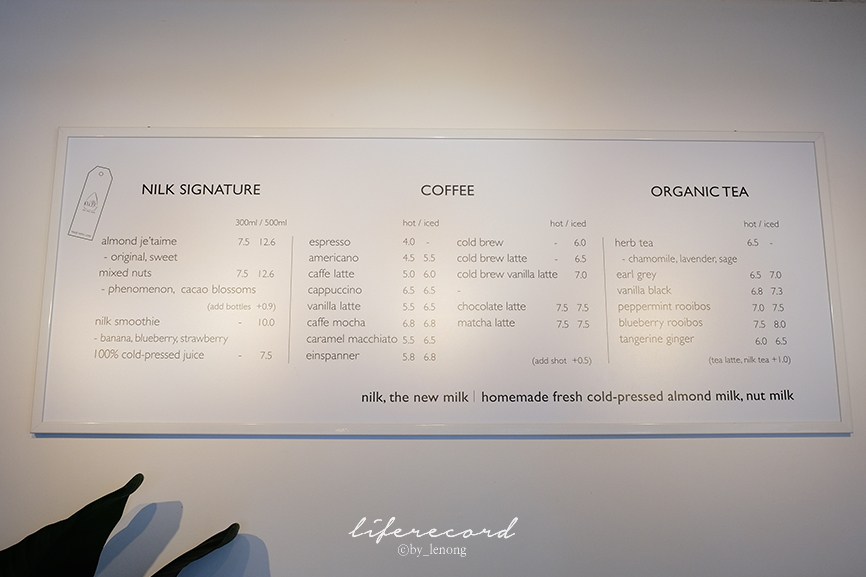 NILK SIGNATURE
300ml / 500ml
almond je'taime 7.5 12.6
- original, sweet
mixed nuts 7.5 12.6
- phenomenon, cacao blossoms
(add bottles +0.9)
nilk smoothie - 10.0
- banana, blueberry, strawberry
100% cold-pressed juice - 7.5
COFFEE
hot / iced
espresso 4.0 -
americano 4.5 5.5
caffe latte 5.0 6.0
cappuccino 6.5 6.5
vanilla latte 5.5 6.5
caffe mocha 6.8 6.8
caramel macchiato 5.5 6.5
einspanner 5.8 6.8
hot / iced
cold brew - 6.0
cold brew latte - 6.5
cold brew vanilla latte 7.0
-
chocolate latte 7.5 7.5
matcha latte 7.5 7.5
(add shot +0.5)
ORGANIC TEA
hot / iced
herb tea 6.5 -
- chamomile, lavender, sage
earl grey 6.5 7.0
vanilla black 6.8 7.3
peppermint rooibos 7.0 7.5
blueberry rooibos 7.5 8.0
tangerine ginger 6.0 6.5
(tea latte, nilk tea +1.0)
nilk, the new milk | homemade fresh cold-pressed almond milk, nut milk
liferecord
©by_lenong